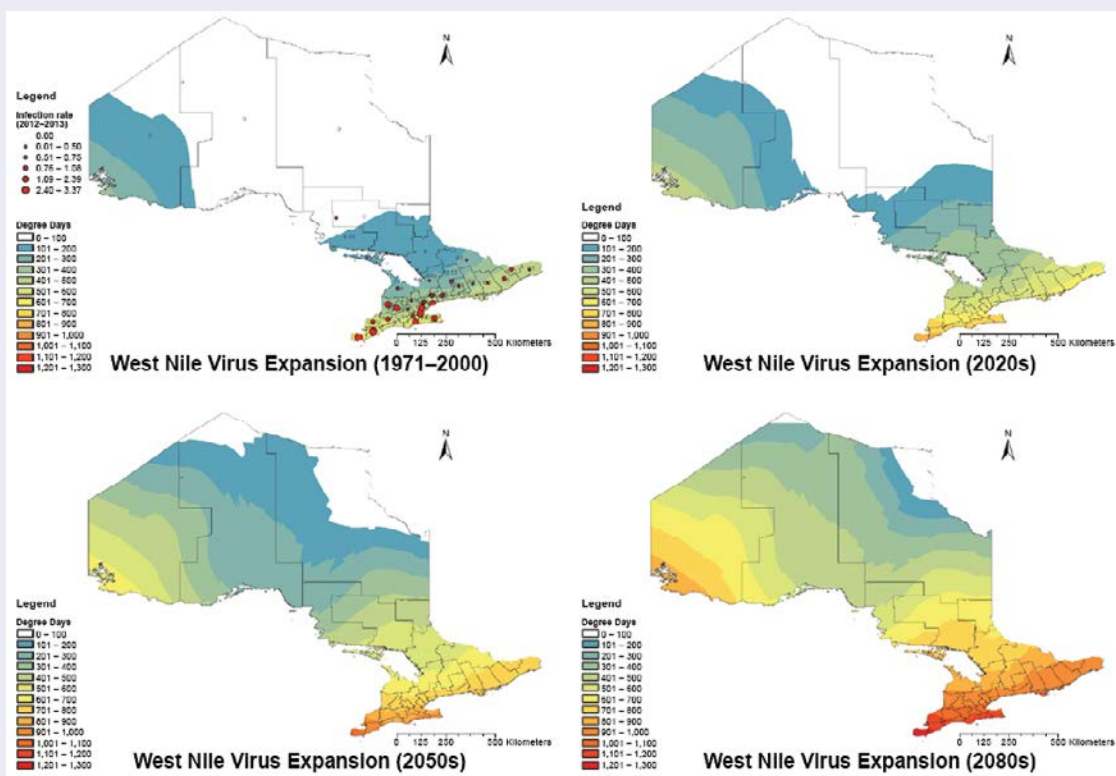 N
Legend
Infection rate
(2012–2013)
0.00
0.01 – 0.50
0.51 – 0.75
0.76 – 1.08
1.09 – 2.39
2.40 – 3.37
Degree Days
0 – 100
101 – 200
201 – 300
301 – 400
401 – 500
501 – 600
601 – 700
701 – 800
801 – 900
901 – 1,000
1,001 – 1,100
1,101 – 1,200
1,201 – 1,300
0 125 250 500 Kilometers
West Nile Virus Expansion (1971–2000)
N
Legend
Degree Days
0 – 100
101 – 200
201 – 300
301 – 400
401 – 500
501 – 600
601 – 700
701 – 800
801 – 900
901 – 1,000
1,001 – 1,100
1,101 – 1,200
1,201 – 1,300
0 125 250 500 Kilometers
West Nile Virus Expansion (2020s)
N
Legend
Degree Days
0 – 100
101 – 200
201 – 300
301 – 400
401 – 500
501 – 600
601 – 700
701 – 800
801 – 900
901 – 1,000
1,001 – 1,100
1,101 – 1,200
1,201 – 1,300
0 125 250 500 Kilometers
West Nile Virus Expansion (2050s)
N
Legend
Degree Days
0 – 100
101 – 200
201 – 300
301 – 400
401 – 500
501 – 600
601 – 700
701 – 800
801 – 900
901 – 1,000
1,001 – 1,100
1,101 – 1,200
1,201 – 1,300
0 125 250 500 Kilometers
West Nile Virus Expansion (2080s)